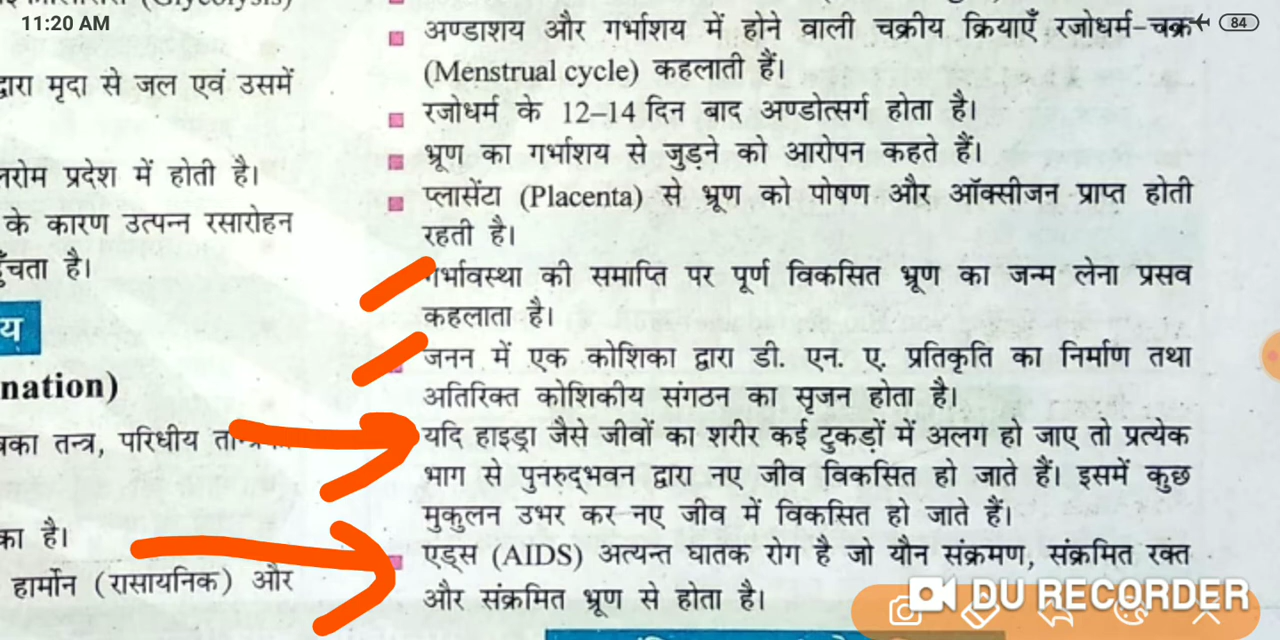 11:20 AM
84
द्वारा मृदा से जल एवं उसमें
प्रदेश में होती है।
के कारण उत्पन्न रसारोहन
है।
nation)
तन्त्र, परिधीय
का है।
हार्मोन (रासायनिक) और
अण्डाशय और गर्भाशय में होने वाली चक्रीय क्रियाएँ रजोधर्म-चक्र
(Menstrual cycle) कहलाती हैं।
रजोधर्म के 12–14 दिन बाद अण्डोत्सर्ग होता है।
भ्रूण का गर्भाशय से जुड़ने को आरोपन कहते हैं।
प्लासेंटा (Placenta) से भ्रूण को पोषण और ऑक्सीजन प्राप्त होती
रहती है।
गर्भावस्था की समाप्ति पर पूर्ण विकसित भ्रूण का जन्म लेना प्रसव
कहलाता है।
जनन में एक कोशिका द्वारा डी. एन. ए. प्रतिकृति का निर्माण तथा
अतिरिक्त कोशिकीय संगठन का सृजन होता है।
यदि हाइड्रा जैसे जीवों का शरीर कई टुकड़ों में अलग हो जाए तो प्रत्येक
भाग से पुनरुद्भवन द्वारा नए जीव विकसित हो जाते हैं। इसमें कुछ
मुकुलन उभर कर नए जीव में विकसित हो जाते हैं।
एड्स (AIDS) अत्यन्त घातक रोग है जो यौन संक्रमण, संक्रमित रक्त
और संक्रमित भ्रूण से होता है।
DU RECORDER